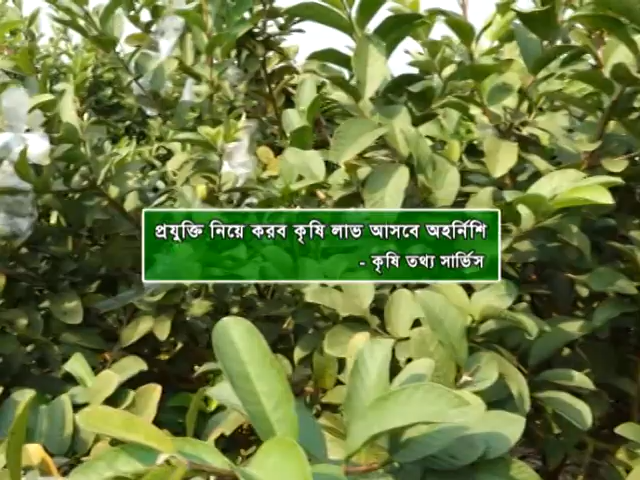 প্রযুক্তি নিয়ে করব কৃষি লাভ আসবে অহর্নিশি
- কৃষি তথ্য সার্ভিস